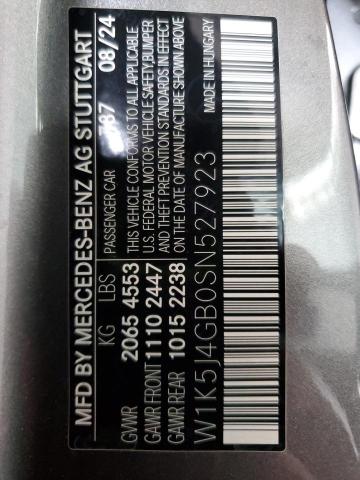 MFD BY MERCEDES-BENZ AG STUTTGART
KG LBS PASSENGER CAR 787 08/24
GVWR 2065 4553 THIS VEHICLE CONFORMS TO ALL APPLICABLE
GAWR FRONT 1110 2447 U.S. FEDERAL MOTOR VEHICLE SAFETY, BUMPER
GAWR REAR 1015 2238 AND THEFT PREVENTION STANDARDS IN EFFECT
ON THE DATE OF MANUFACTURE SHOWN ABOVE
W1K5J4GB0SN527923 MADE IN HUNGARY